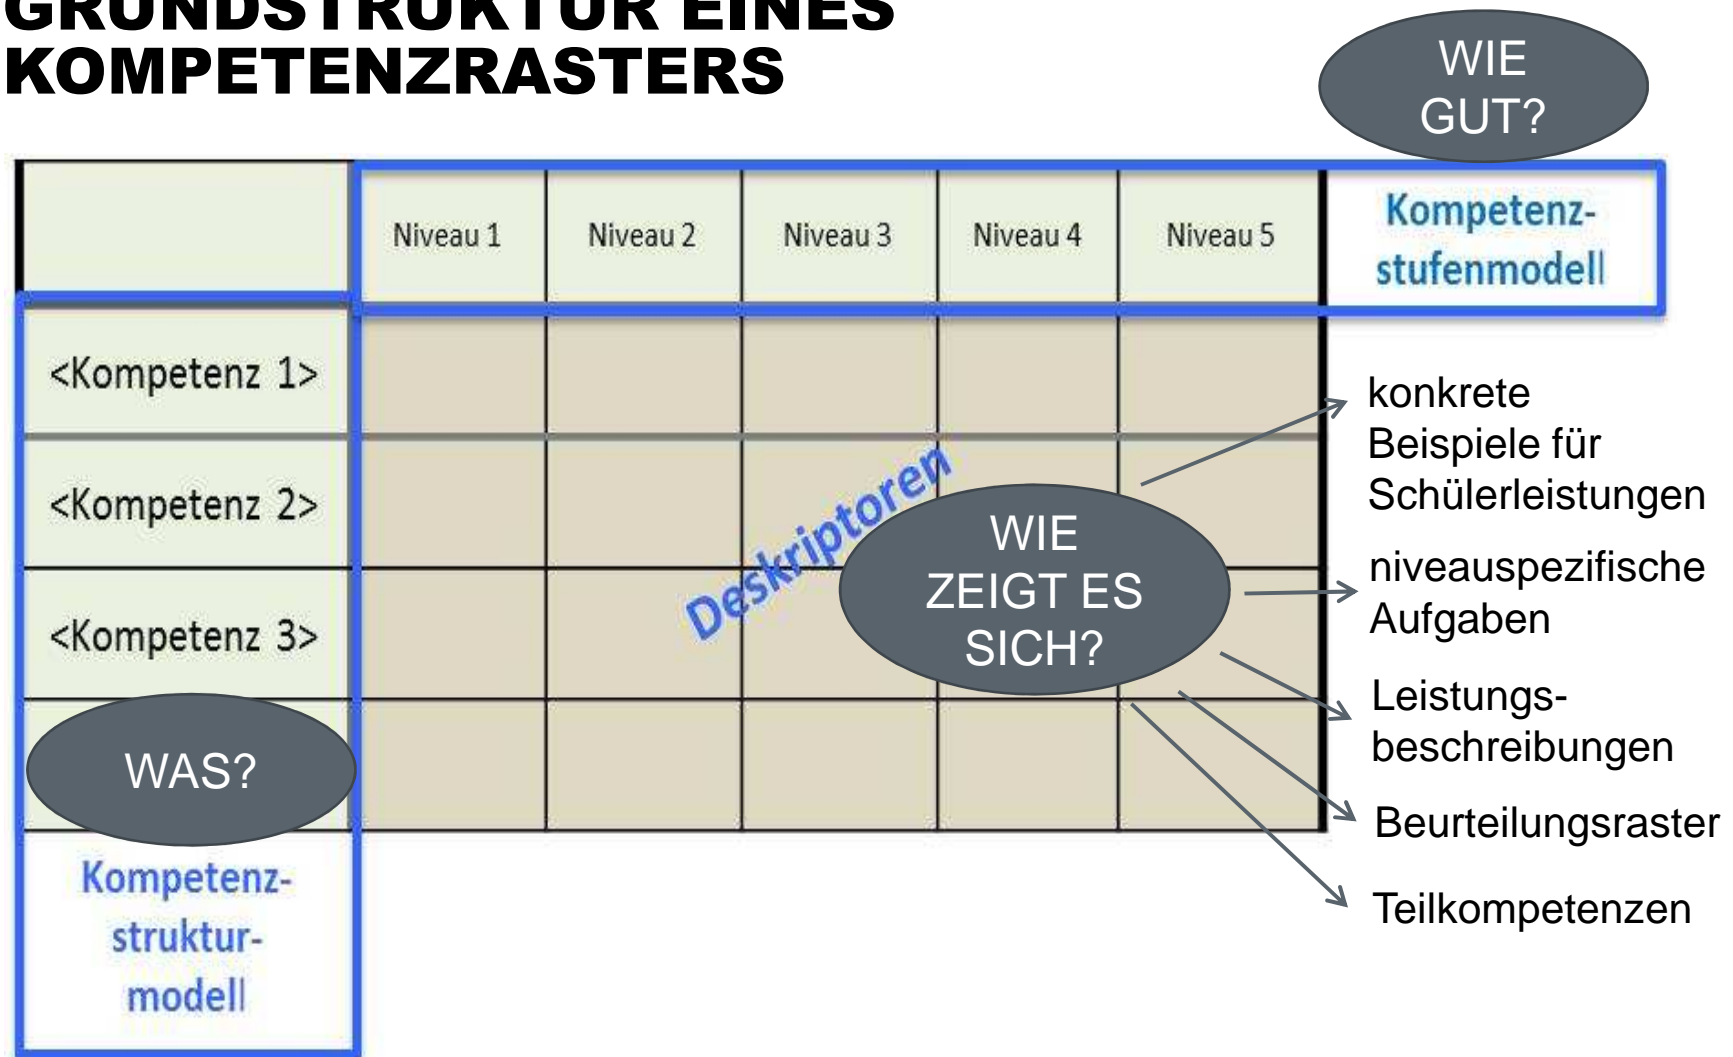 GRUNDSTRUKTUR EINES
KOMPETENZRASTERS
WIE
GUT?
Niveau 1
Niveau 2
Niveau 3
Niveau 4
Niveau 5
Kompetenz-
stufenmodell
<Kompetenz 1>
<Kompetenz 2>
<Kompetenz 3>
WAS?
Kompetenz-
struktur-
modell
Deskriptoren
WIE
ZEIGT ES
SICH?
konkrete
Beispiele für
Schülerleistungen
niveauspezifische
Aufgaben
Leistungs-
beschreibungen
Beurteilungsraster
Teilkompetenzen